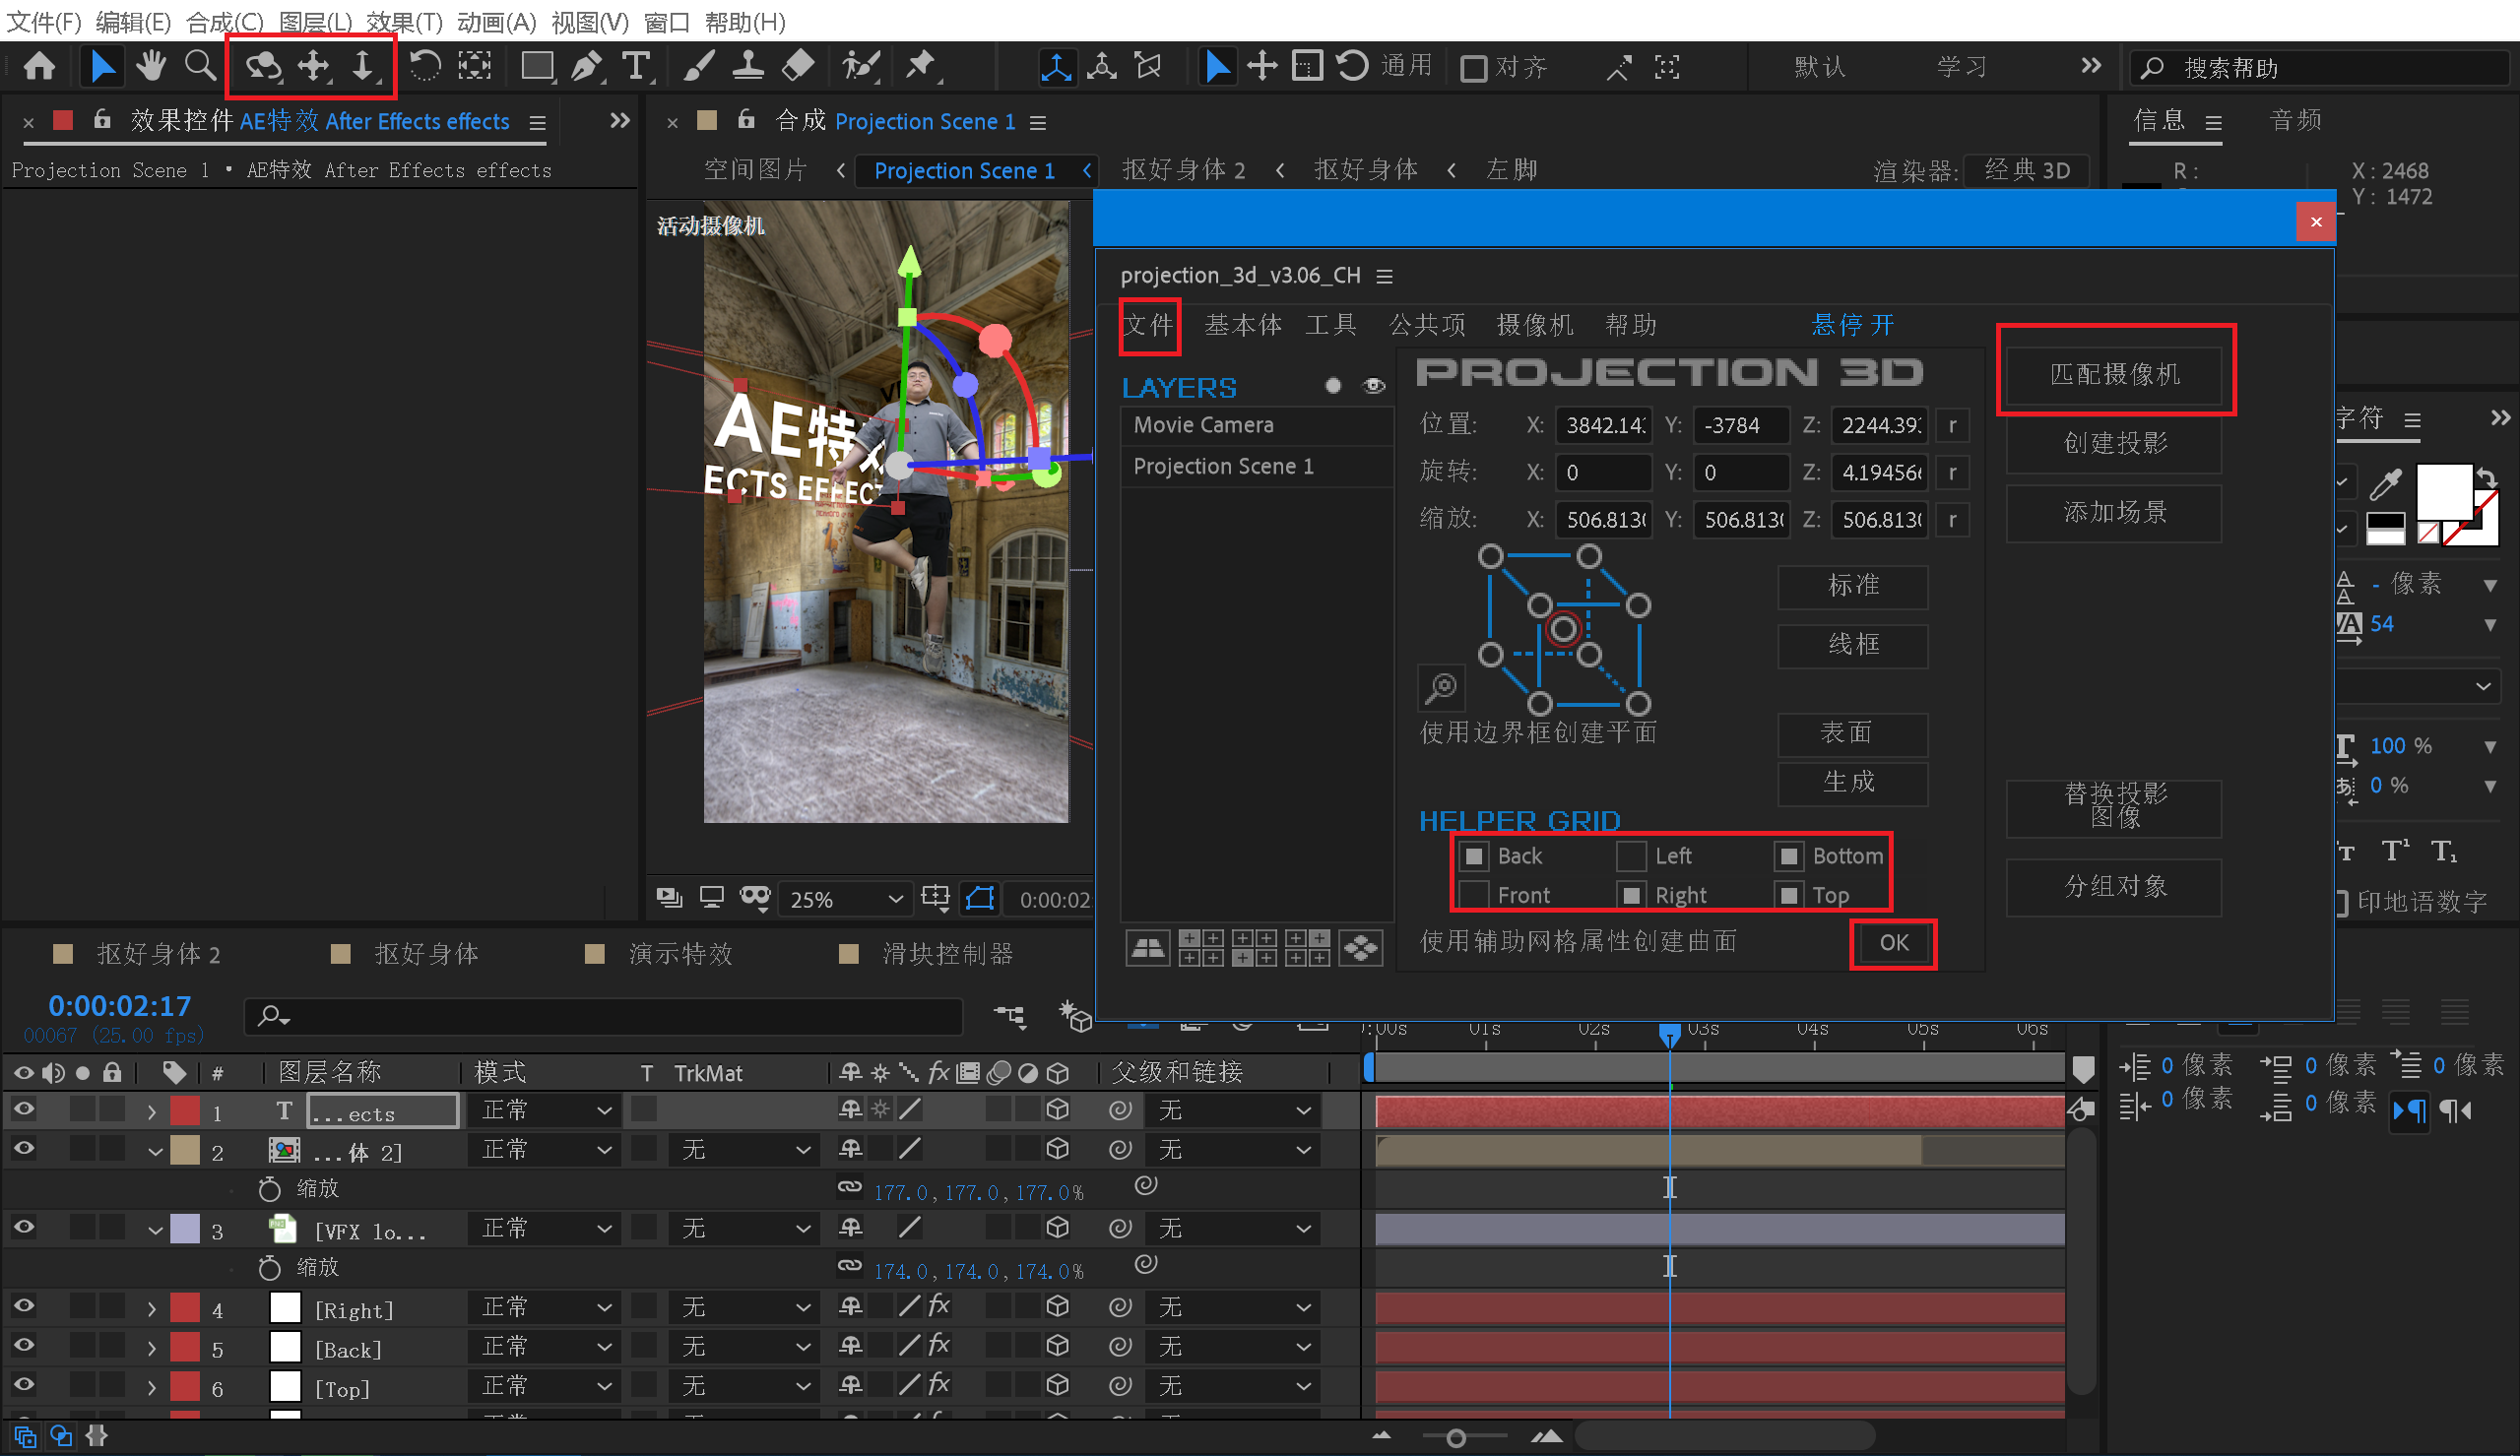 文件(F) 编辑(E) 合成(C) 图层(L) 效果(T) 动画(A) 视图(V) 窗口 帮助(H)
通用 对齐 默认 学习 搜索帮助
效果控件 AE特效 After Effects effects
合成 Projection Scene 1
信息 音频
Projection Scene 1 • AE特效 After Effects effects
空间图片 Projection Scene 1 抠好身体 2 抠好身体 左脚
渲染器: 经典 3D
R :
X : 2468
Y : 1472
活动摄像机
AE特
ECTS EFFECT
projection_3d_v3.06_CH
文件 基本体 工具 公共项 摄像机 帮助 悬停 开
PROJECTION 3D
LAYERS
Movie Camera
Projection Scene 1
位置: X: 3842.14 Y: -3784 Z: 2244.39 r
旋转: X: 0 Y: 0 Z: 4.19456 r
缩放: X: 506.813 Y: 506.813 Z: 506.813 r
标准
线框
使用边界框创建平面
表面
生成
HELPER GRID
Back Left Bottom
Front Right Top
使用辅助网格属性创建曲面 OK
匹配摄像机
创建投影
添加场景
替换投影
图像
分组对象
字符
- 像素
54
100 %
0 %
印地语数字
25% 0:00:02
抠好身体 2 抠好身体 演示特效 滑块控制器
0:00:02:17
00067 (25.00 fps)
:00s 01s 02s 03s 04s 05s 06s
# 图层名称 模式 T TrkMat 父级和链接
1 T ...ects 正常 无
2 ...体 2] 正常 无 无
缩放 177.0,177.0,177.0%
3 [VFX lo... 正常 无 无
缩放 174.0,174.0,174.0%
4 [Right] 正常 无 无
5 [Back] 正常 无 无
6 [Top] 正常 无 无
0 像素 0 像素 0 像素
0 像素 0 像素